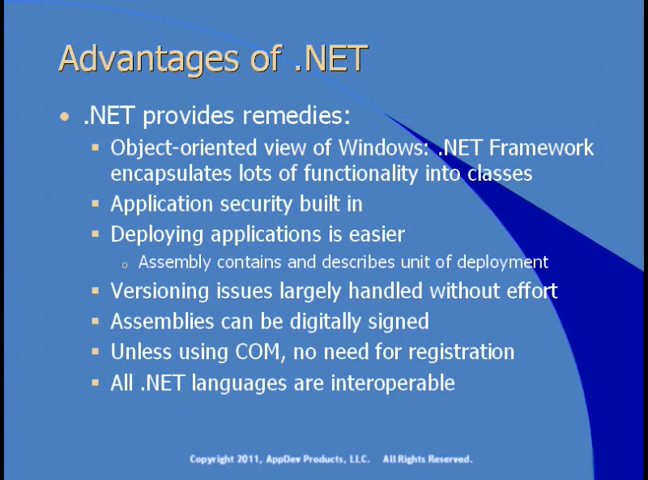 Advantages of .NET
• .NET provides remedies:
▪ Object-oriented view of Windows: .NET Framework
encapsulates lots of functionality into classes
▪ Application security built in
▪ Deploying applications is easier
o Assembly contains and describes unit of deployment
▪ Versioning issues largely handled without effort
▪ Assemblies can be digitally signed
▪ Unless using COM, no need for registration
▪ All .NET languages are interoperable
Copyright 2011, AppDev Products, LLC. All Rights Reserved.